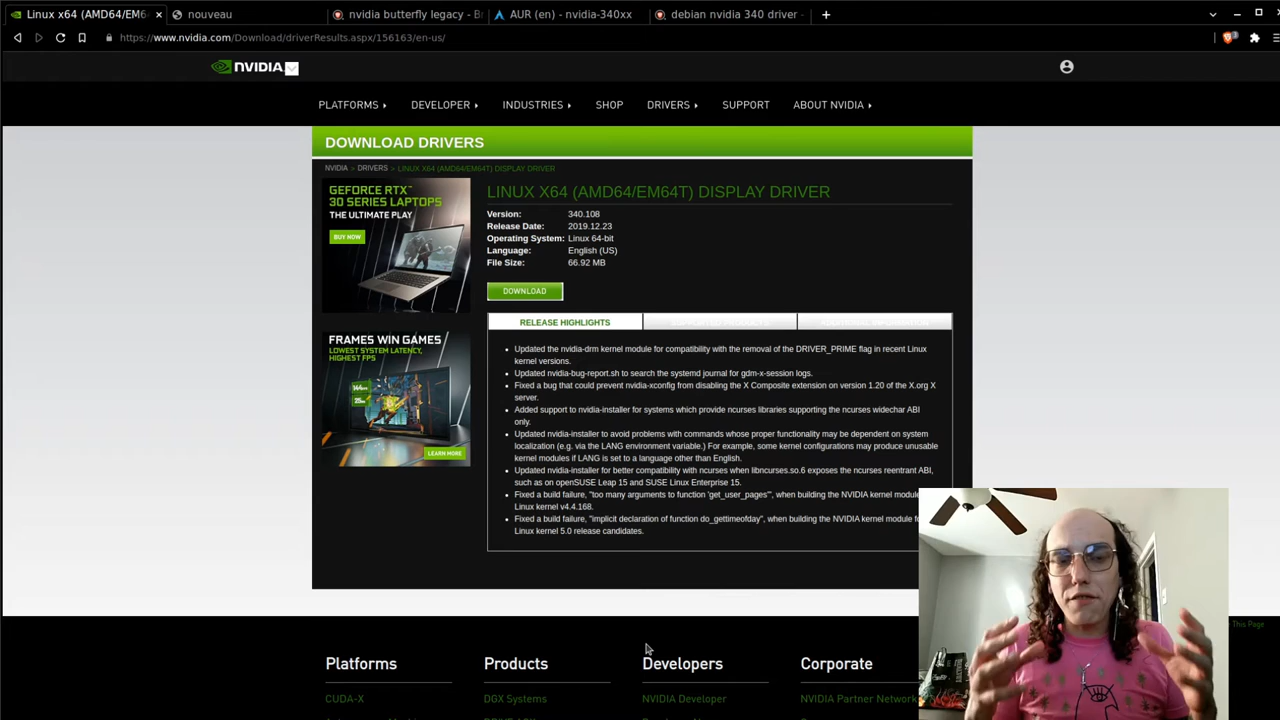 Linux x64 (AMD64/EM6
nouveau
nvidia butterfly legacy - Br
AUR (en) - nvidia-340xx
debian nvidia 340 driver -
https://www.nvidia.com/Download/driverResults.aspx/156163/en-us/
NVIDIA
PLATFORMS
DEVELOPER
INDUSTRIES
SHOP
DRIVERS
SUPPORT
ABOUT NVIDIA
DOWNLOAD DRIVERS
NVIDIA > DRIVERS > LINUX X64 (AMD64/EM64T) DISPLAY DRIVER
GEFORCE RTX™
30 SERIES LAPTOPS
THE ULTIMATE PLAY
BUY NOW
FRAMES WIN GAMES
LOWEST SYSTEM LATENCY,
HIGHEST FPS
LEARN MORE
LINUX X64 (AMD64/EM64T) DISPLAY DRIVER
Version: 340.108
Release Date: 2019.12.23
Operating System: Linux 64-bit
Language: English (US)
File Size: 66.92 MB
DOWNLOAD
RELEASE HIGHLIGHTS
SUPPORTED PRODUCTS
ADDITIONAL INFORMATION
Updated the nvidia-drm kernel module for compatibility with the removal of the DRIVER_PRIME flag in recent Linux
kernel versions.
Updated nvidia-bug-report.sh to search the systemd journal for gdm-x-session logs.
Fixed a bug that could prevent nvidia-xconfig from disabling the X Composite extension on version 1.20 of the X.org X
server.
Added support to nvidia-installer for systems which provide ncurses libraries supporting the ncurses widechar ABI
only.
Updated nvidia-installer to avoid problems with commands whose proper functionality may be dependent on system
localization (e.g. via the LANG environment variable.) For example, some kernel configurations may produce unusable
kernel modules if LANG is set to a language other than English.
Updated nvidia-installer for better compatibility with ncurses when libncurses.so.6 exposes the ncurses reentrant ABI,
such as on openSUSE Leap 15 and SUSE Linux Enterprise 15.
Fixed a build failure, "too many arguments to function 'get_user_pages'", when building the NVIDIA kernel module
Linux kernel v4.4.168.
Fixed a build failure, "implicit declaration of function do_gettimeofday", when building the NVIDIA kernel module fo
Linux kernel 5.0 release candidates.
This Page
Platforms
Products
Developers
Corporate
CUDA-X
DGX Systems
NVIDIA Developer
NVIDIA Partner Network